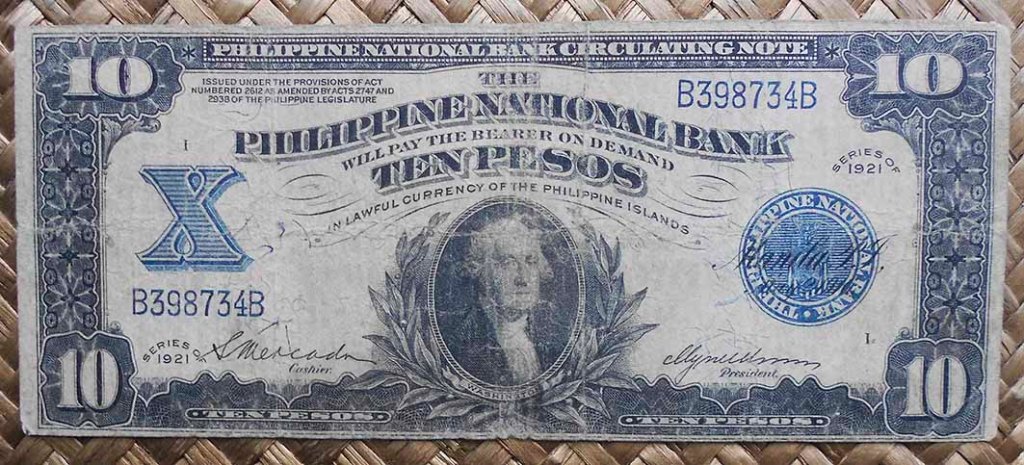 PHILIPPINE NATIONAL BANK CIRCULATING NOTE
10
10
ISSUED UNDER THE PROVISIONS OF ACT
NUMBERED 2612 AS AMENDED BY ACTS 2747 AND
2938 OF THE PHILIPPINE LEGISLATURE
THE
PHILIPPINE NATIONAL BANK
WILL PAY THE BEARER ON DEMAND
TEN PESOS
IN LAWFUL CURRENCY OF THE PHILIPPINE ISLANDS
B398734B
I
X
SERIES OF
1921
PHILIPPINE NATIONAL BANK
B398734B
SERIES OF
1921
Cashier.
WASHINGTON
President.
I
10
10
TEN PESOS
TEN PESOS